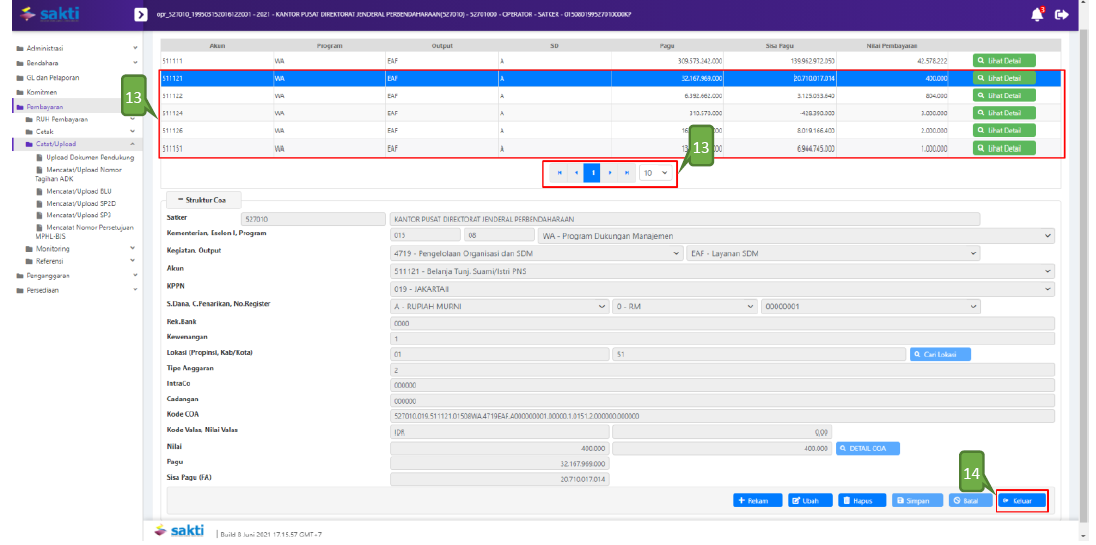 sakti
opr_527010_199505152016122001 - 2021 - KANTOR PUSAT DIREKTORAT JENDERAL PERBENDAHARAAN(527010) - 52701009 - OPERATOR - SATKER - 015080199527010000KP
3
Administrasi
Bendahara
GL dan Pelaporan
Komitmen
Pembayaran
RUH Pembayaran
Cetak
Catat/Upload
Upload Dokumen Pendukung
Mencatat/Upload Nomor
Tagihan ADK
Mencatat/Upload BLU
Mencatat/Upload SP2D
Mencatat/Upload SP3
Mencatat Nomor Persetujuan
MPHL-BJS
Monitoring
Referensi
Penganggaran
Persediaan
Akun Program Output SD Pagu Sisa Pagu Nilai Pembayaran
511111 WA EAF A 309.573.242.000 139.962.972.050 42.578.222 Lihat Detail
511121 WA EAF A 32.167.969.000 20.710.017.014 400.000 Lihat Detail
511122 WA EAF A 6.392.662.000 3.125.093.640 804.000 Lihat Detail
511124 WA EAF A 310.573.000 -428.390.000 3.000.000 Lihat Detail
511126 WA EAF A 8.019.166.400 2.000.000 Lihat Detail
511151 WA EAF A 6.944.745.000 1.000.000 Lihat Detail
13
13
1 10
Struktur Coa
Satker 527010 KANTOR PUSAT DIRECTORAT JENDERAL PERBENDAHARAAN
Kementerian, Eselon I, Program 015 08 WA - Program Dukungan Manajemen
Kegiatan, Output 4719 - Pengelolaan Organisasi dan SDM EAF - Layanan SDM
Akun 511121 - Belanja Tunj. Suami/Istri PNS
KPPN 019 - JAKARTA II
S.Dana, C.Penarikan, No.Register A - RUPIAH MURNI 0 - RM 00000001
Rek.Bank 0000
Kewenangan 1
Lokasi (Propinsi, Kab/Kota) 01 51 Cari Lokasi
Tipe Anggaran 2
IntraCo 000000
Cadangan 000000
Kode COA 527010.019.511121.01508WA.4719EAF.A000000001.00000.1.0151.2.000000.000000
Kode Valas, Nilai Valas IDR 0,00
Nilai 400.000 400.000 DETAIL COA
Pagu 32.167.969.000
Sisa Pagu (FA) 20.710.017.014
14
Rekam Ubah Hapus Simpan Batal Keluar
sakti Build 8 Juni 2021 17.15.57 GMT+7